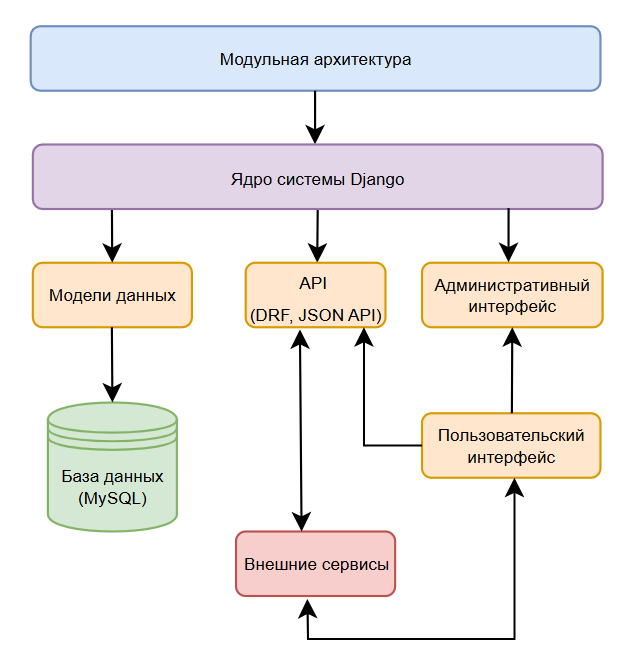 Модульная архитектура
Ядро системы Django
Модели данных
API
(DRF, JSON API)
Административный
интерфейс
Пользовательский
интерфейс
База данных
(MySQL)
Внешние сервисы